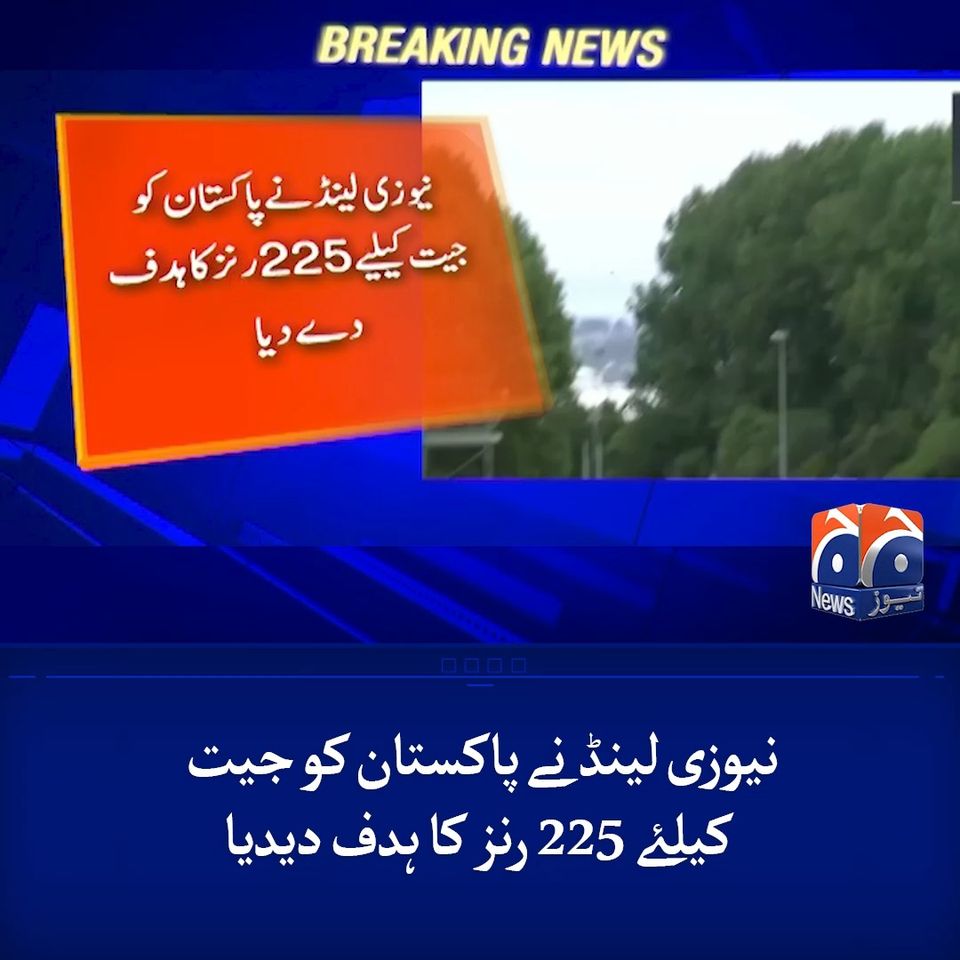 BREAKING NEWS
نیوزی لینڈ نے پاکستان کو
جیت کیلیے 225 رنز کا ہدف
دے دیا
News نیوز
نیوزی لینڈ نے پاکستان کو جیت
کیلئے 225 رنز کا ہدف دیدیا